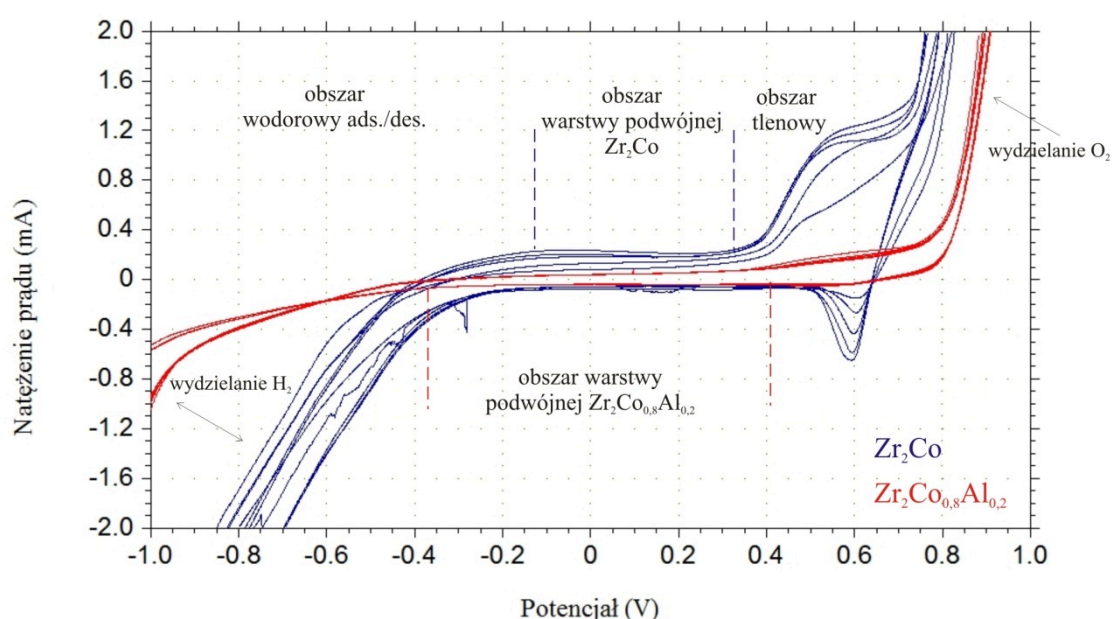 2.0
1.6
1.2
0.8
0.4
0
-0.4
-0.8
-1.2
-1.6
-2.0
Natężenie prądu (mA)
obszar
wodorowy ads./des.
obszar
warstwy podwójnej
Zr₂Co
obszar
tlenowy
wydzielanie O₂
wydzielanie H₂
obszar warstwy
podwójnej Zr₂Co₀,₈Al₀,₂
Zr₂Co
Zr₂Co₀,₈Al₀,₂
-1.0 -0.8 -0.6 -0.4 -0.2 0 0.2 0.4 0.6 0.8 1.0
Potencjał (V)